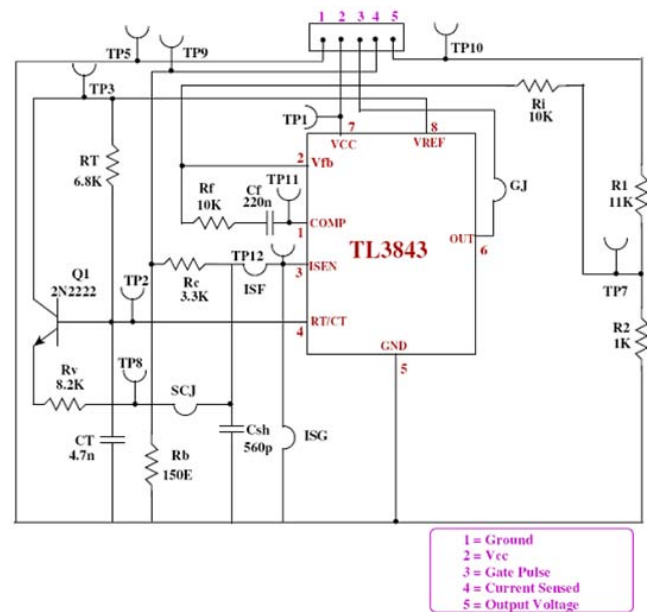 1 2 3 4 5
TP5
TP9
TP10
TP3
TP1
Ri
10K
7
8
VCC
VREF
2
Vfb
RT
6.8K
Rf
10K
Cf
220n
TP11
COMP
1
GJ
R1
11K
TL3843
OUT
6
TP12
ISEN
3
Rc
3.3K
ISF
TP7
Q1
2N2222
TP2
RT/CT
4
R2
1K
GND
5
Rv
8.2K
TP8
SCJ
CT
4.7n
Rb
150E
Csh
560p
ISG
1 = Ground
2 = Vcc
3 = Gate Pulse
4 = Current Sensed
5 = Output Voltage